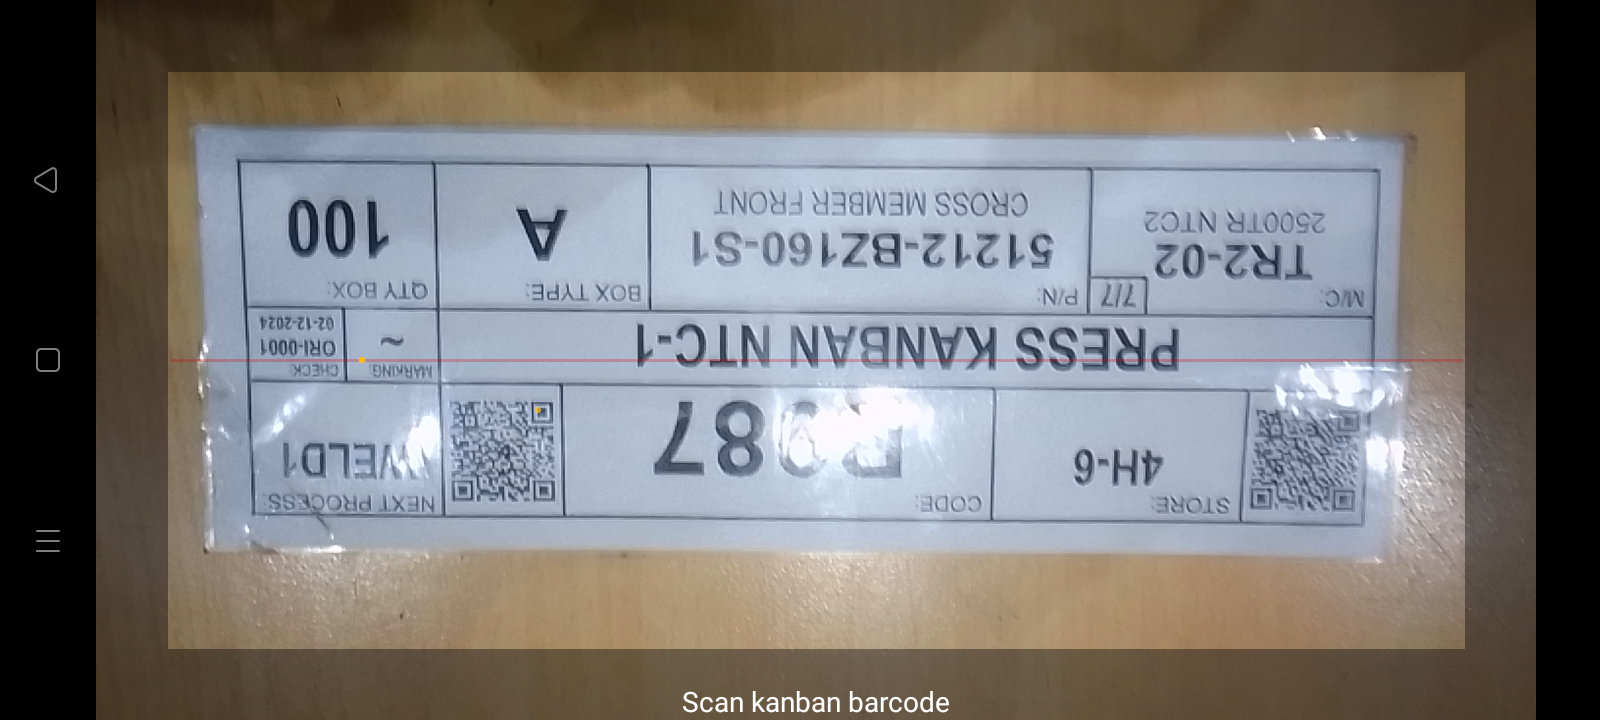 STORE:
4H-6
CODE:
NEXT PROCESS:
WELD1
PRESS KANBAN NTC-1
MARKING:
~
CHECK:
ORI-0001
02-12-2024
M/C:
TR2-02
2500TR NTC2
7/7
P/N:
51212-BZ160-S1
CROSS MEMBER FRONT
BOX TYPE:
A
QTY BOX:
100
Scan kanban barcode